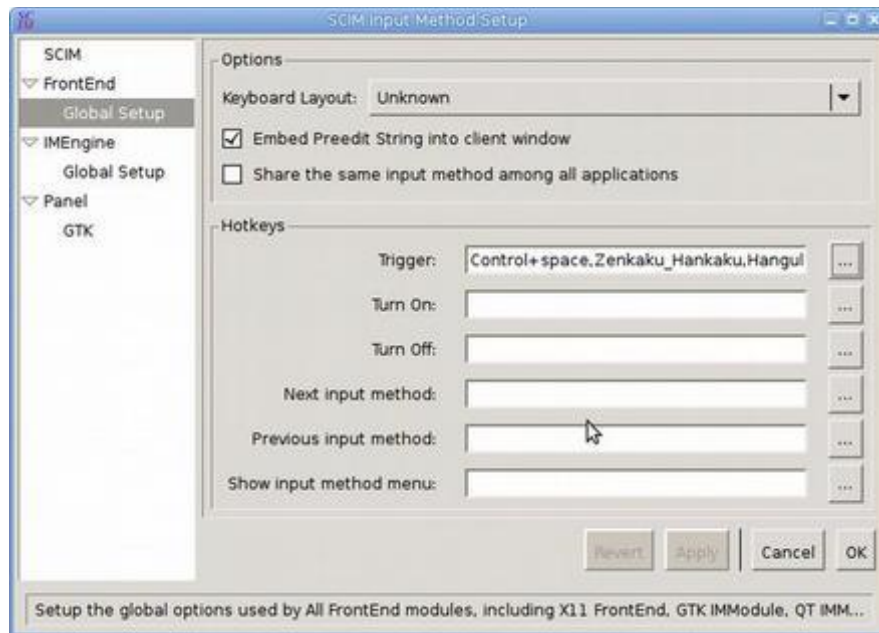 SCIM Input Method Setup
SCIM
FrontEnd
Global Setup
IMEngine
Global Setup
Panel
GTK
Options
Keyboard Layout: Unknown
Embed Preedit String into client window
Share the same input method among all applications
Hotkeys
Trigger: Control+space,Zenkaku_Hankaku,Hangul ...
Turn On: ...
Turn Off: ...
Next input method: ...
Previous input method: ...
Show input method menu: ...
Revert Apply Cancel OK
Setup the global options used by All FrontEnd modules, including X11 FrontEnd, GTK IMModule, QT IMM...